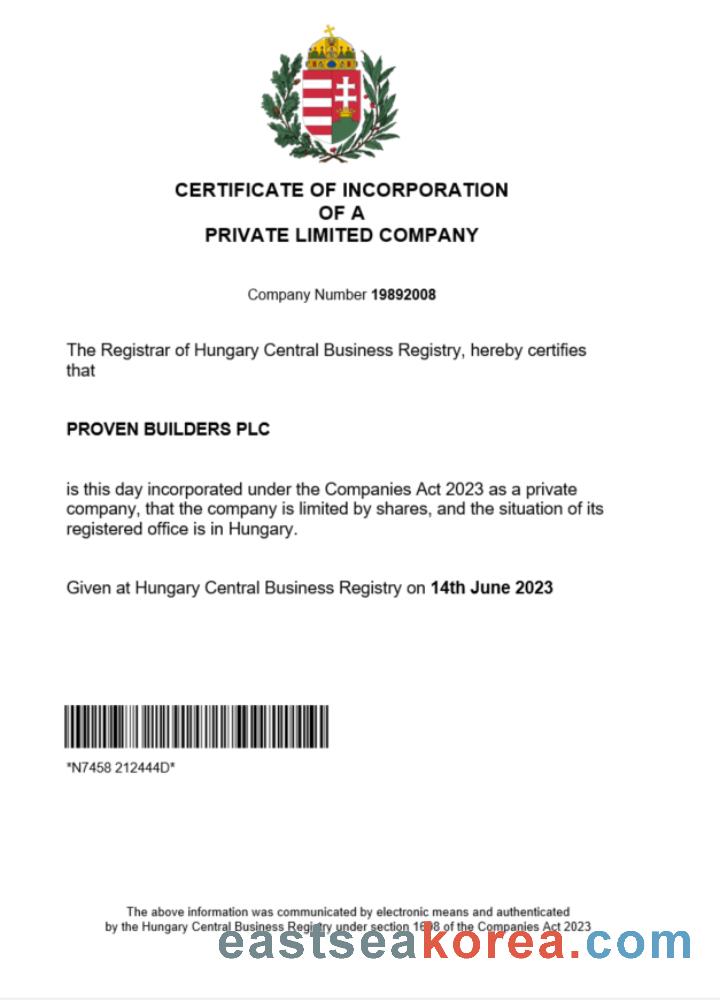 CERTIFICATE OF INCORPORATION
OF A
PRIVATE LIMITED COMPANY
Company Number 19892008
The Registrar of Hungary Central Business Registry, hereby certifies
that
PROVEN BUILDERS PLC
is this day incorporated under the Companies Act 2023 as a private
company, that the company is limited by shares, and the situation of its
registered office is in Hungary.
Given at Hungary Central Business Registry on 14th June 2023
*N7458 212444D*
The above information was communicated by electronic means and authenticated
by the Hungary Central Business Registry under section of the Companies Act 2023
eastseakorea.com